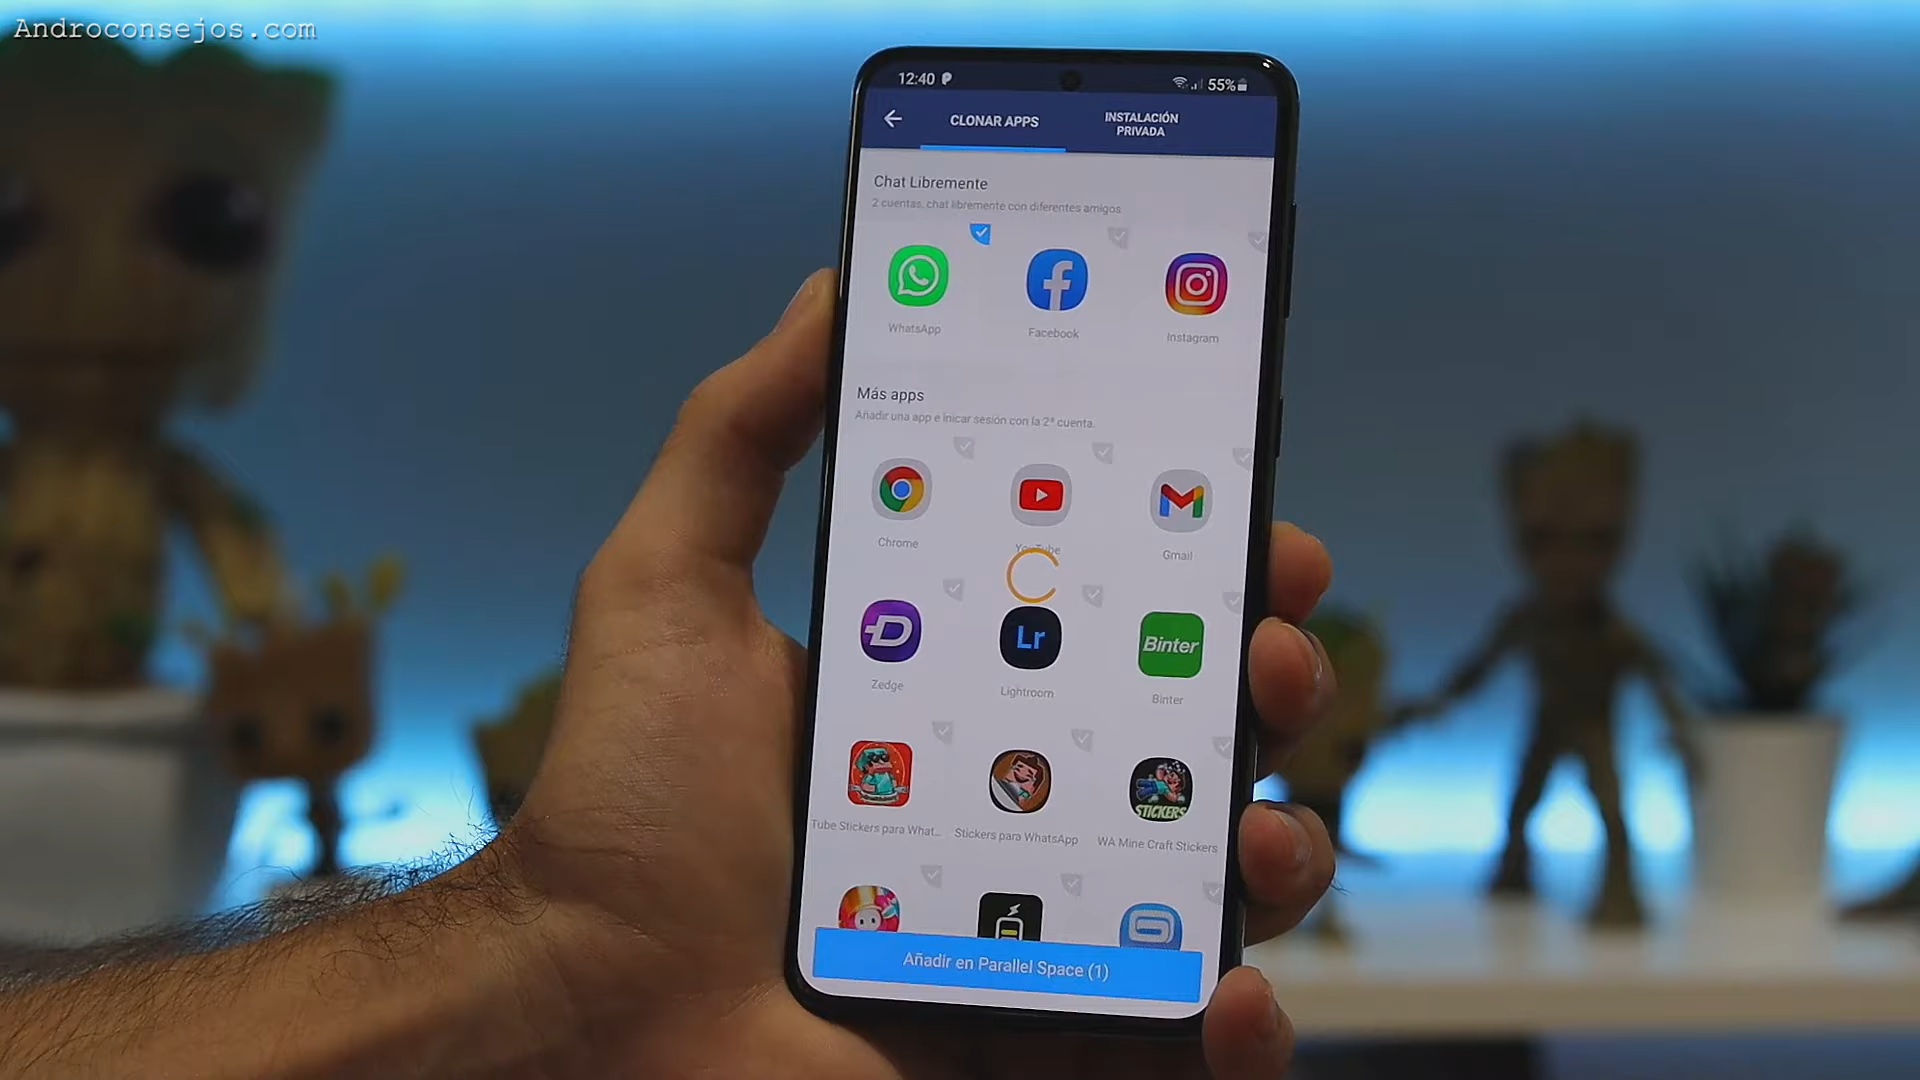 Androconsejos.com
12:40
55%
CLONAR APPS
INSTALACIÓN
PRIVADA
Chat Libremente
2 cuentas, chat libremente con diferentes amigos
WhatsApp
Facebook
Instagram
Más apps
Añadir una app e inicar sesión con la 2ª cuenta.
Chrome
YouTube
Gmail
Lr
Binter
Zedge
Lightroom
Binter
STICKERS
Tube Stickers para What...
Stickers para WhatsApp
WA Mine Craft Stickers
Añadir en Parallel Space (1)